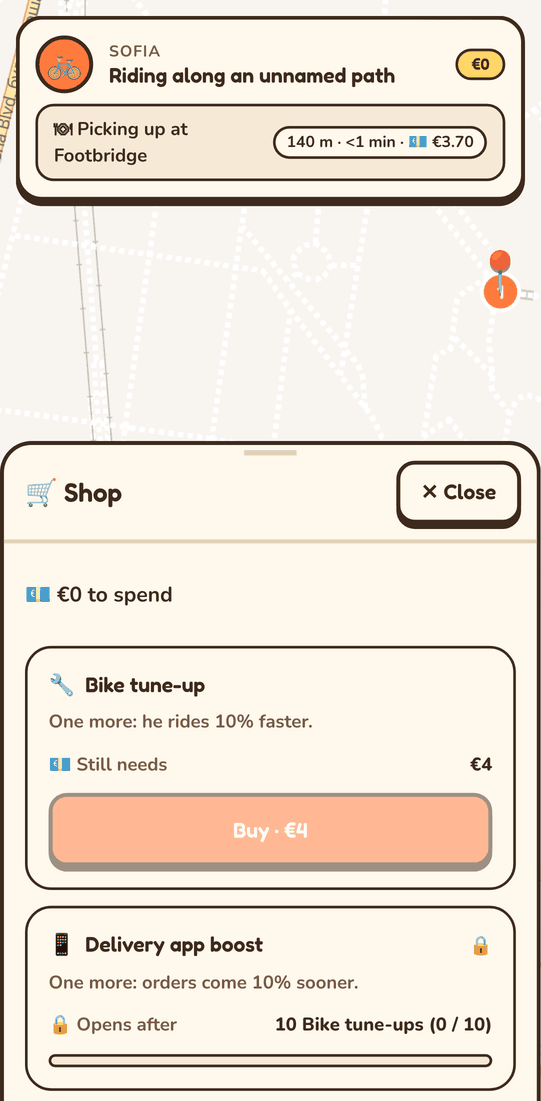 SOFIA
Riding along an unnamed path
€0
🍽 Picking up at
Footbridge
140 m · <1 min · 💶 €3.70
🛒 Shop
✕ Close
💶 €0 to spend
🔧 Bike tune-up
One more: he rides 10% faster.
💶 Still needs €4
Buy · €4
📱 Delivery app boost 🔒
One more: orders come 10% sooner.
🔒 Opens after 10 Bike tune-ups (0 / 10)